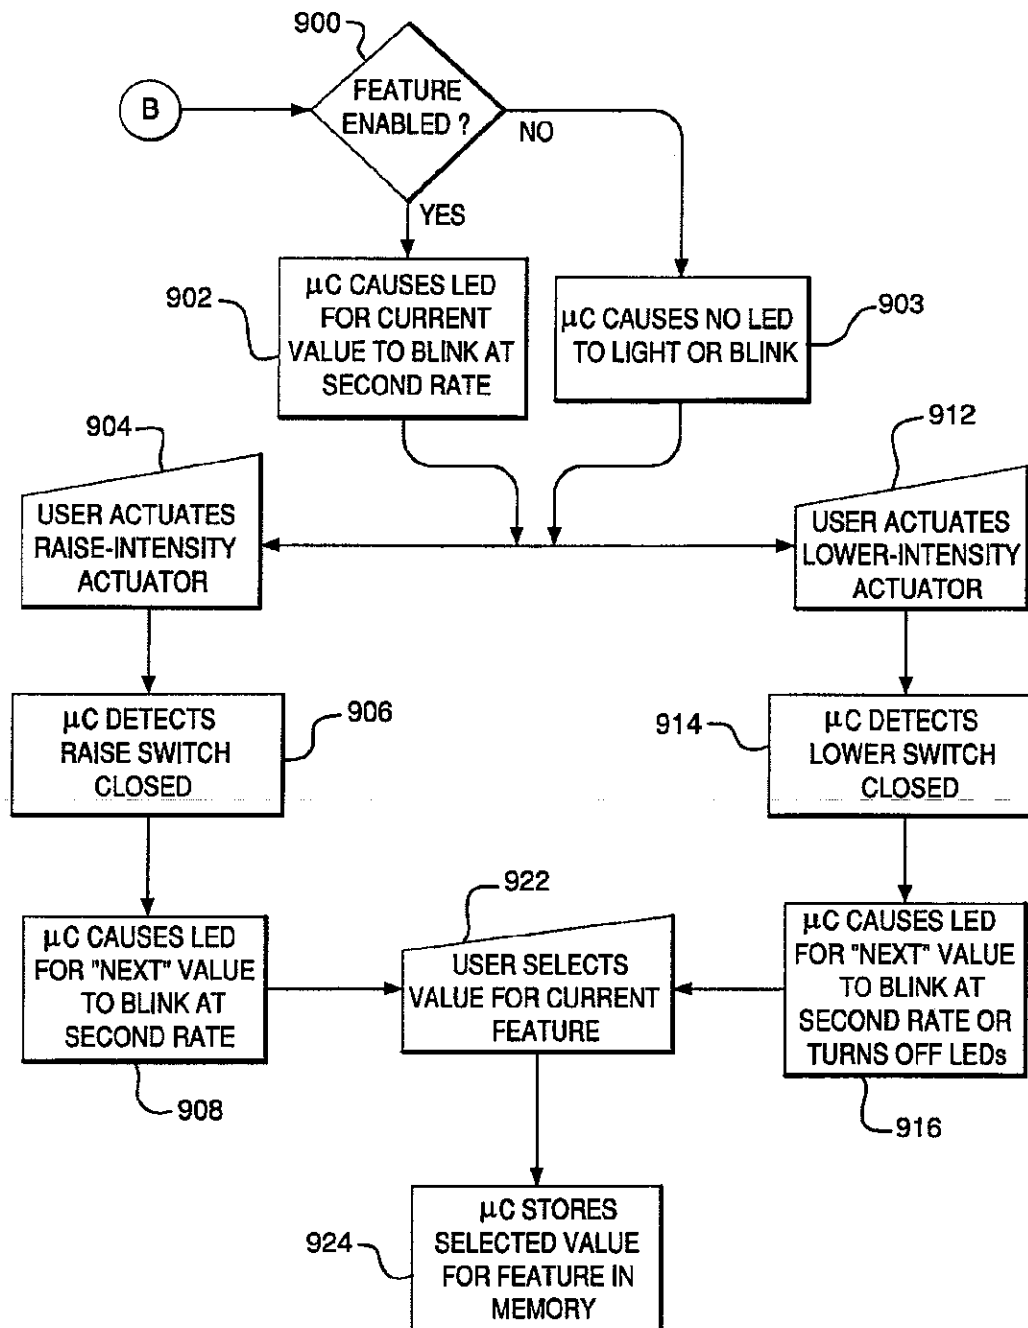 900
B
FEATURE
ENABLED ?
NO
YES
902
μC CAUSES LED
FOR CURRENT
VALUE TO BLINK AT
SECOND RATE
μC CAUSES NO LED
TO LIGHT OR BLINK
903
904
USER ACTUATES
RAISE-INTENSITY
ACTUATOR
912
USER ACTUATES
LOWER-INTENSITY
ACTUATOR
μC DETECTS
RAISE SWITCH
CLOSED
906
914
μC DETECTS
LOWER SWITCH
CLOSED
μC CAUSES LED
FOR "NEXT" VALUE
TO BLINK AT
SECOND RATE
908
922
USER SELECTS
VALUE FOR CURRENT
FEATURE
μC CAUSES LED
FOR "NEXT" VALUE
TO BLINK AT
SECOND RATE OR
TURNS OFF LEDs
916
924
μC STORES
SELECTED VALUE
FOR FEATURE IN
MEMORY